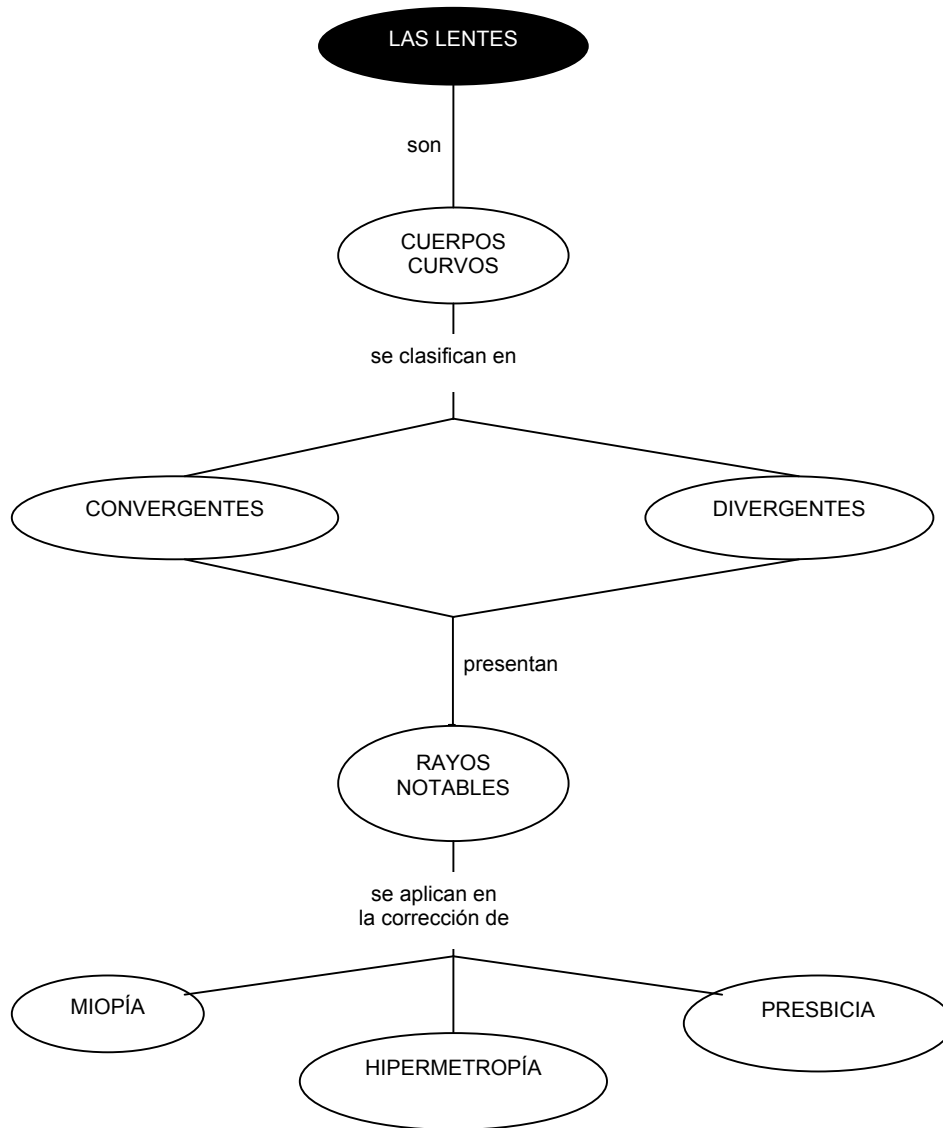 LAS LENTES
son
CUERPOS
CURVOS
se clasifican en
CONVERGENTES
DIVERGENTES
presentan
RAYOS
NOTABLES
se aplican en
la corrección de
MIOPÍA
PRESBICIA
HIPERMETROPÍA